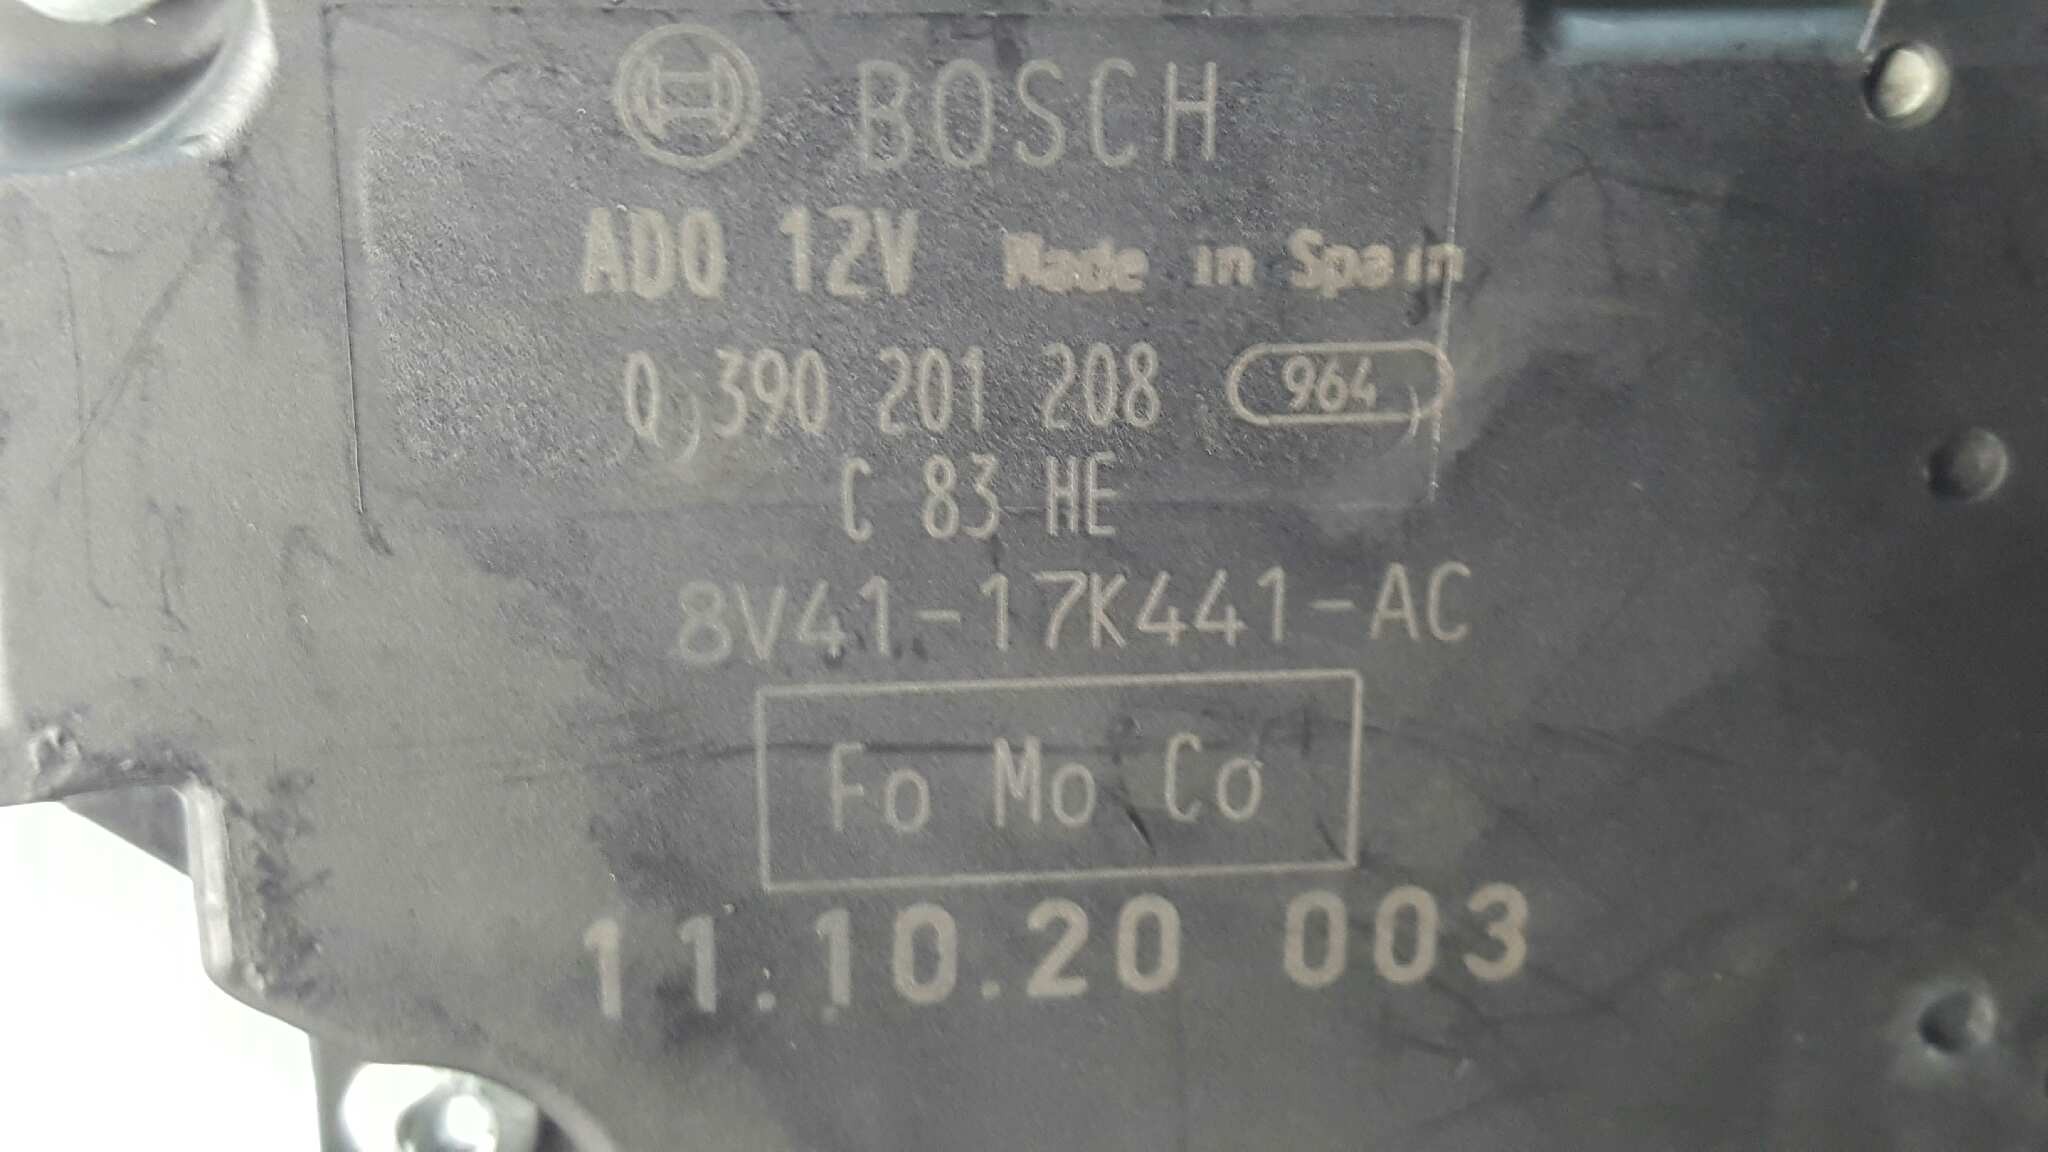 BOSCH
ADQ 12V Made in Spain
0 390 201 208 964
C 83 HE
8V41-17K441-AC
Fo Mo Co
11.10.20 003